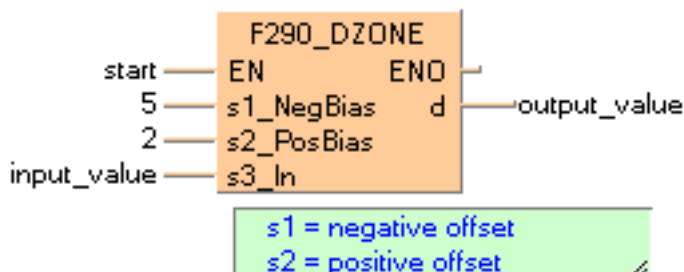 F290_DZONE
start EN ENO
5 s1_NegBias d output_value
2 s2_PosBias
input_value s3_In
s1 = negative offset
s2 = positive offset